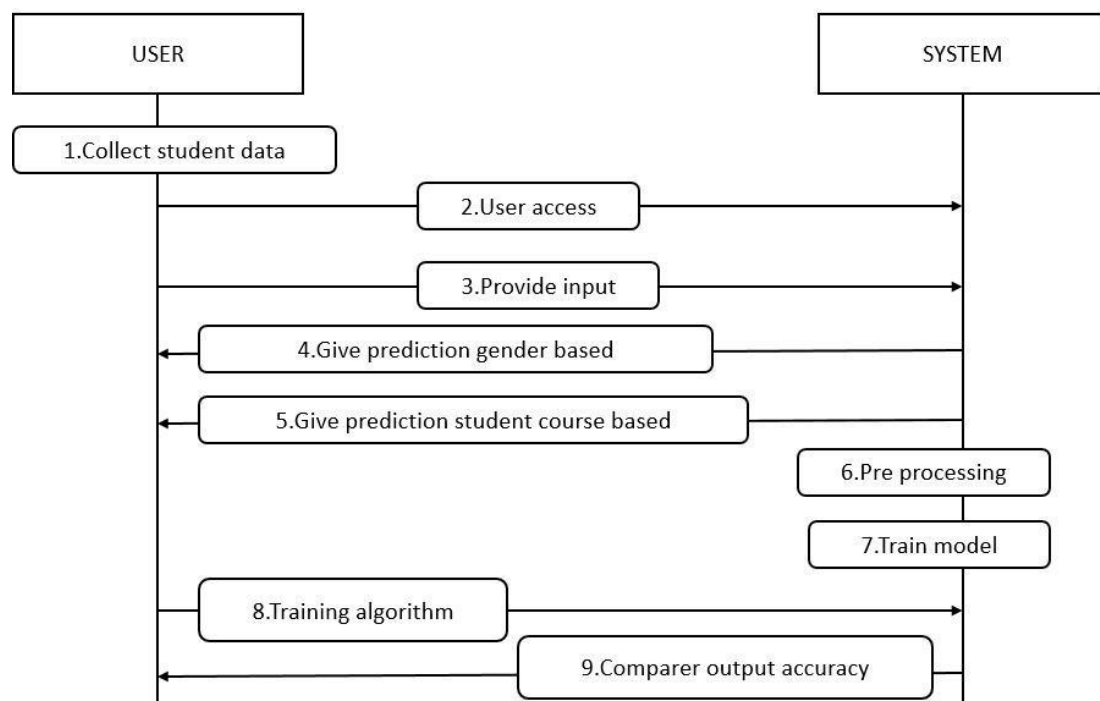 USER
SYSTEM
1.Collect student data
2.User access
3.Provide input
4.Give prediction gender based
5.Give prediction student course based
6.Pre processing
7.Train model
8.Training algorithm
9.Comparer output accuracy